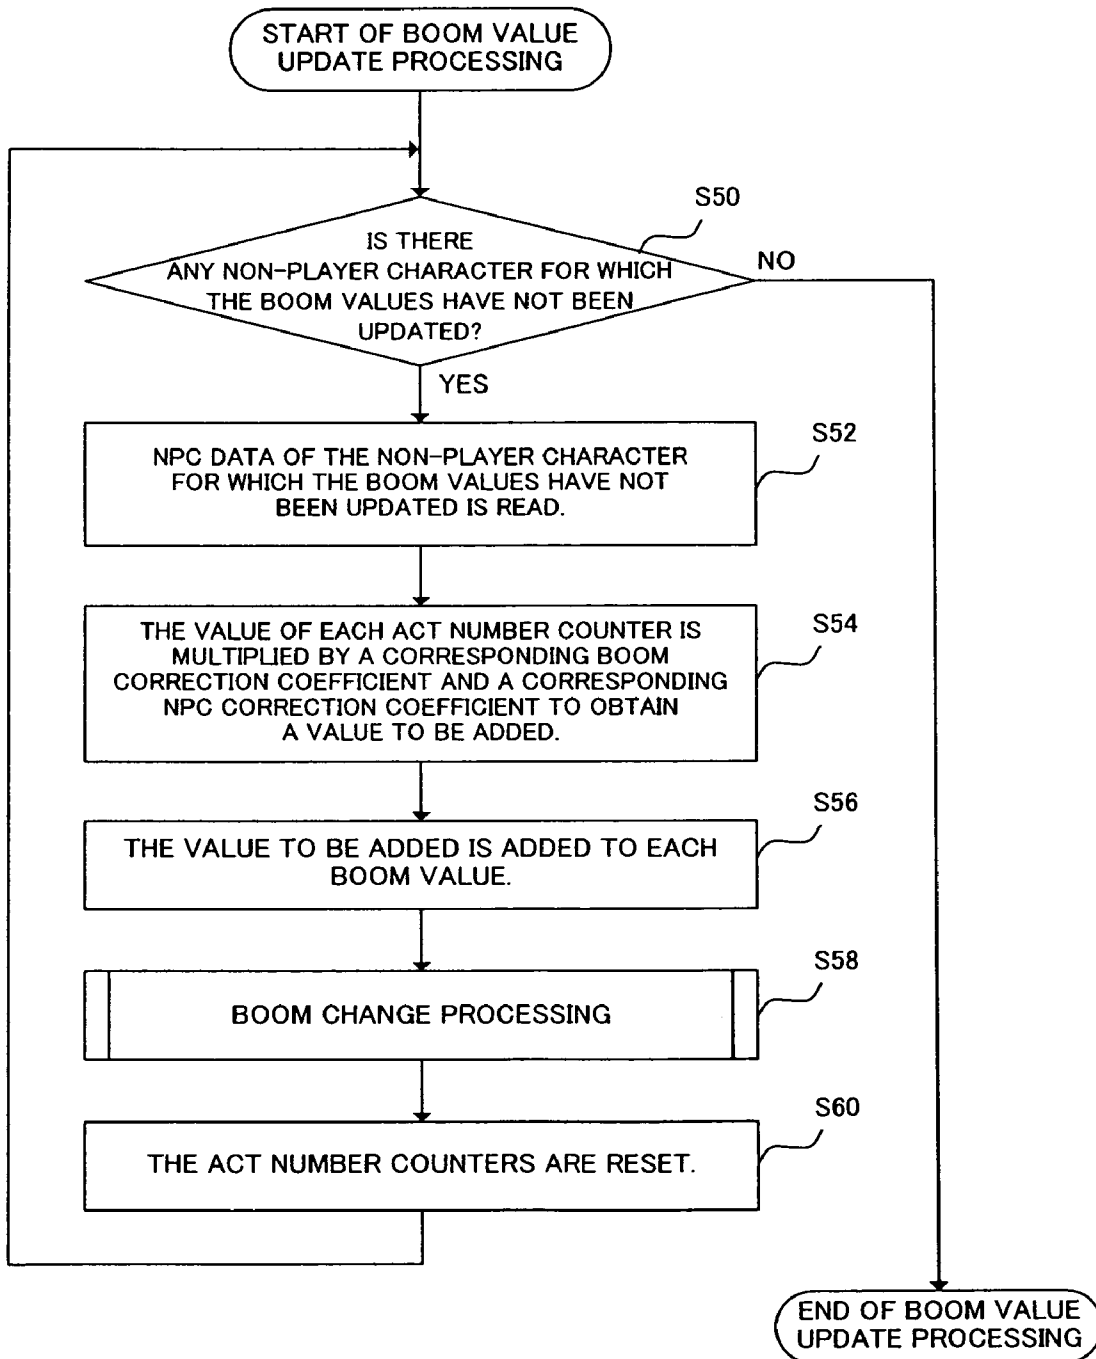 START OF BOOM VALUE
UPDATE PROCESSING
S50
IS THERE
ANY NON-PLAYER CHARACTER FOR WHICH
THE BOOM VALUES HAVE NOT BEEN
UPDATED?
NO
YES
S52
NPC DATA OF THE NON-PLAYER CHARACTER
FOR WHICH THE BOOM VALUES HAVE NOT
BEEN UPDATED IS READ.
S54
THE VALUE OF EACH ACT NUMBER COUNTER IS
MULTIPLIED BY A CORRESPONDING BOOM
CORRECTION COEFFICIENT AND A CORRESPONDING
NPC CORRECTION COEFFICIENT TO OBTAIN
A VALUE TO BE ADDED.
S56
THE VALUE TO BE ADDED IS ADDED TO EACH
BOOM VALUE.
S58
BOOM CHANGE PROCESSING
S60
THE ACT NUMBER COUNTERS ARE RESET.
END OF BOOM VALUE
UPDATE PROCESSING